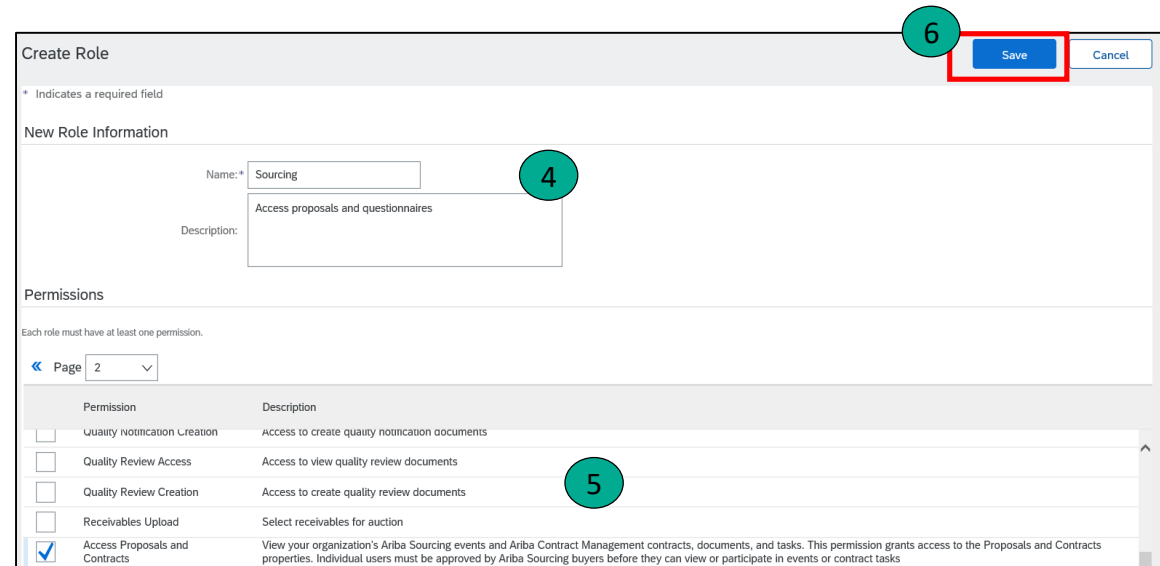 6
Create Role
Save
Cancel
* Indicates a required field
New Role Information
Name:* Sourcing
4
Access proposals and questionnaires
Description:
Permissions
Each role must have at least one permission.
« Page 2
Permission Description
Quality Notification Creation Access to create quality notification documents
Quality Review Access Access to view quality review documents
5
Quality Review Creation Access to create quality review documents
Receivables Upload Select receivables for auction
Access Proposals and View your organization's Ariba Sourcing events and Ariba Contract Management contracts, documents, and tasks. This permission grants access to the Proposals and Contracts
Contracts properties. Individual users must be approved by Ariba Sourcing buyers before they can view or participate in events or contract tasks